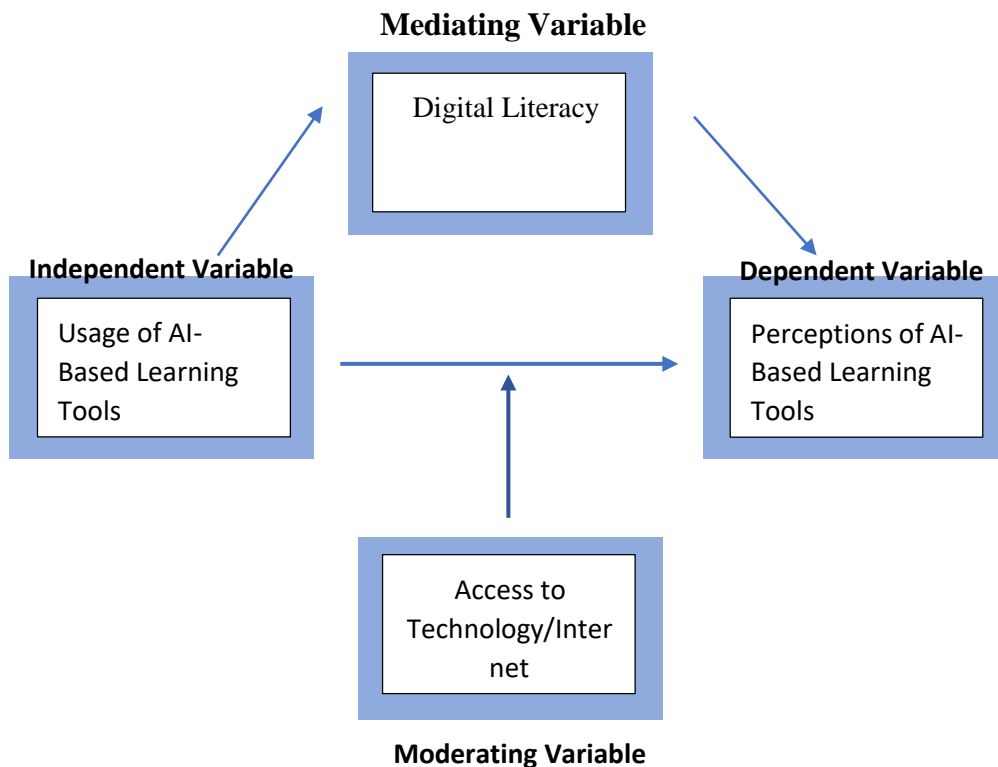 Mediating Variable
Digital Literacy
Independent Variable
Usage of AI-
Based Learning
Tools
Dependent Variable
Perceptions of AI-
Based Learning
Tools
Access to
Technology/Inter
net
Moderating Variable